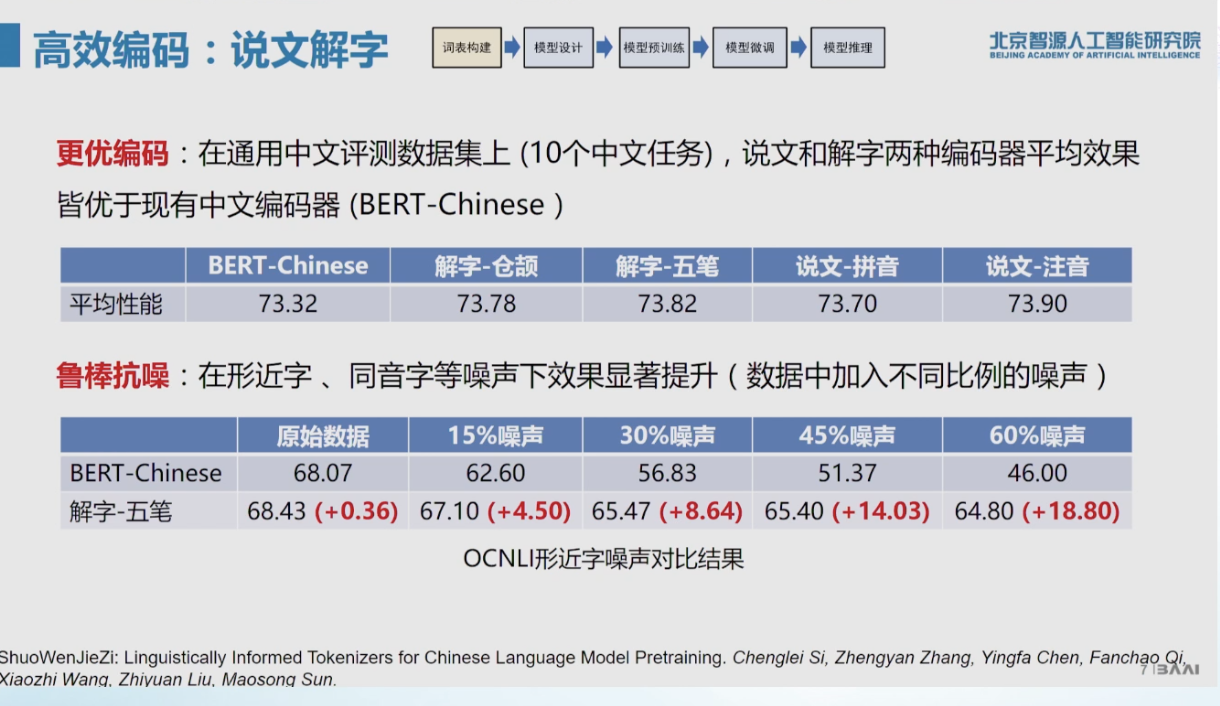 高效编码：说文解字
词表构建 模型设计 模型预训练 模型微调 模型推理
北京智源人工智能研究院
BEIJING ACADEMY OF ARTIFICIAL INTELLIGENCE
更优编码：在通用中文评测数据集上 (10个中文任务)，说文和解字两种编码器平均效果
皆优于现有中文编码器 (BERT-Chinese )
BERT-Chinese 解字-仓颉 解字-五笔 说文-拼音 说文-注音
平均性能 73.32 73.78 73.82 73.70 73.90
鲁棒抗噪：在形近字 、同音字等噪声下效果显著提升 ( 数据中加入不同比例的噪声 )
原始数据 15%噪声 30%噪声 45%噪声 60%噪声
BERT-Chinese 68.07 62.60 56.83 51.37 46.00
解字-五笔 68.43 (+0.36) 67.10 (+4.50) 65.47 (+8.64) 65.40 (+14.03) 64.80 (+18.80)
OCNLI形近字噪声对比结果
ShuoWenJieZi: Linguistically Informed Tokenizers for Chinese Language Model Pretraining. Chenglei Si, Zhengyan Zhang, Yingfa Chen, Fanchao Qi,
Xiaozhi Wang, Zhiyuan Liu, Maosong Sun.
7 BAAI